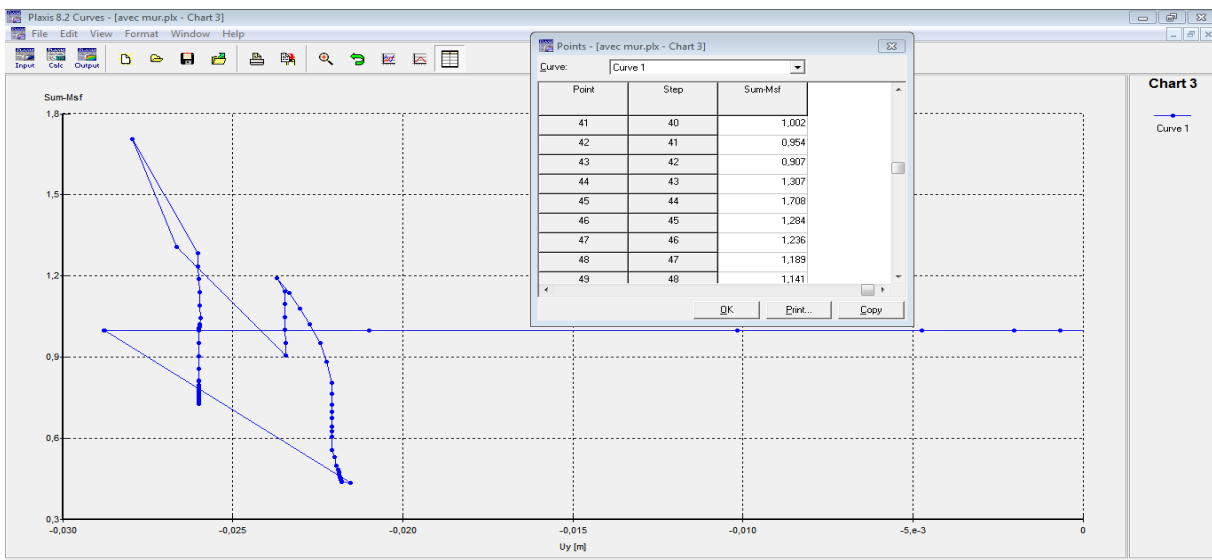 Plaxis 8.2 Curves - [avec mur.plx - Chart 3]
File Edit View Format Window Help
Input Calc Output
Sum-Msf
1,8
1,5
1,2
0,9
0,6
0,3
-0,030 -0,025 -0,020 -0,015 -0,010 -5,e-3 0
Uy [m]
Points - [avec mur.plx - Chart 3]
Curve: Curve 1
Point Step Sum-Msf
41 40 1,002
42 41 0,954
43 42 0,907
44 43 1,307
45 44 1,708
46 45 1,284
47 46 1,236
48 47 1,189
49 48 1,141
OK Print... Copy
Chart 3
Curve 1